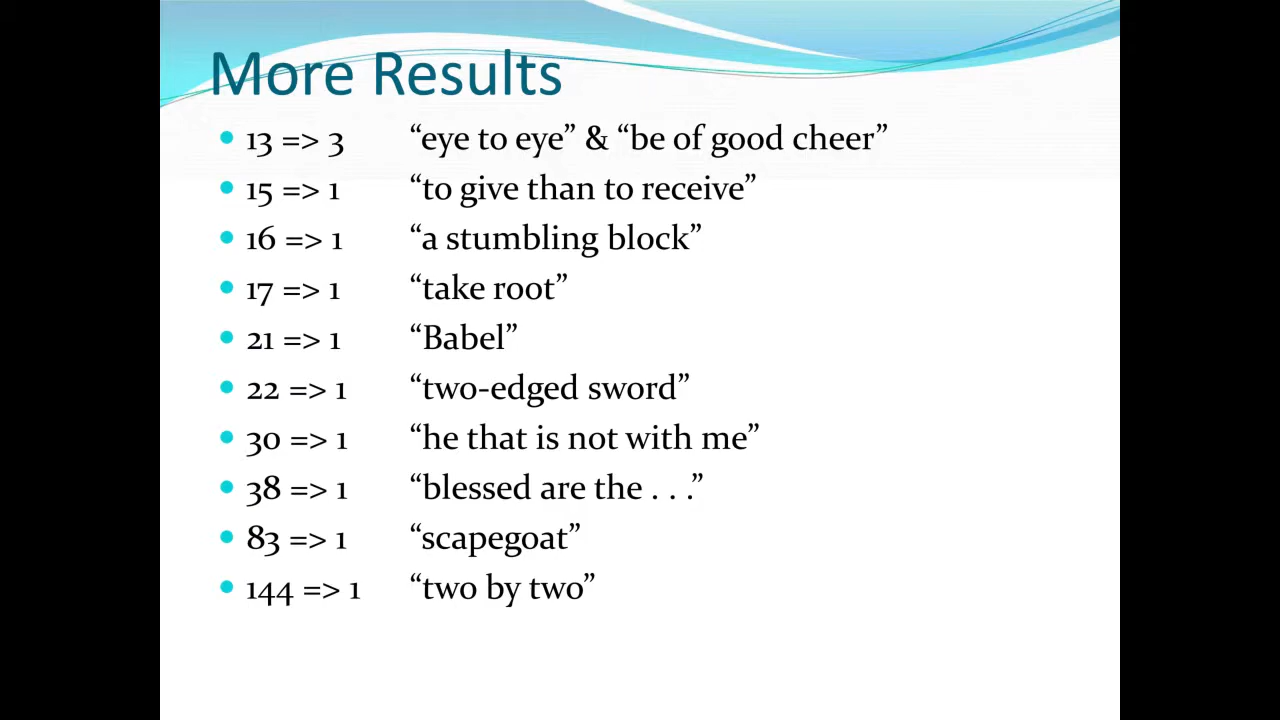 More Results
• 13 => 3 “eye to eye” & “be of good cheer”
• 15 => 1 “to give than to receive”
• 16 => 1 “a stumbling block”
• 17 => 1 “take root”
• 21 => 1 “Babel”
• 22 => 1 “two-edged sword”
• 30 => 1 “he that is not with me”
• 38 => 1 “blessed are the . . .”
• 83 => 1 “scapegoat”
• 144 => 1 “two by two”